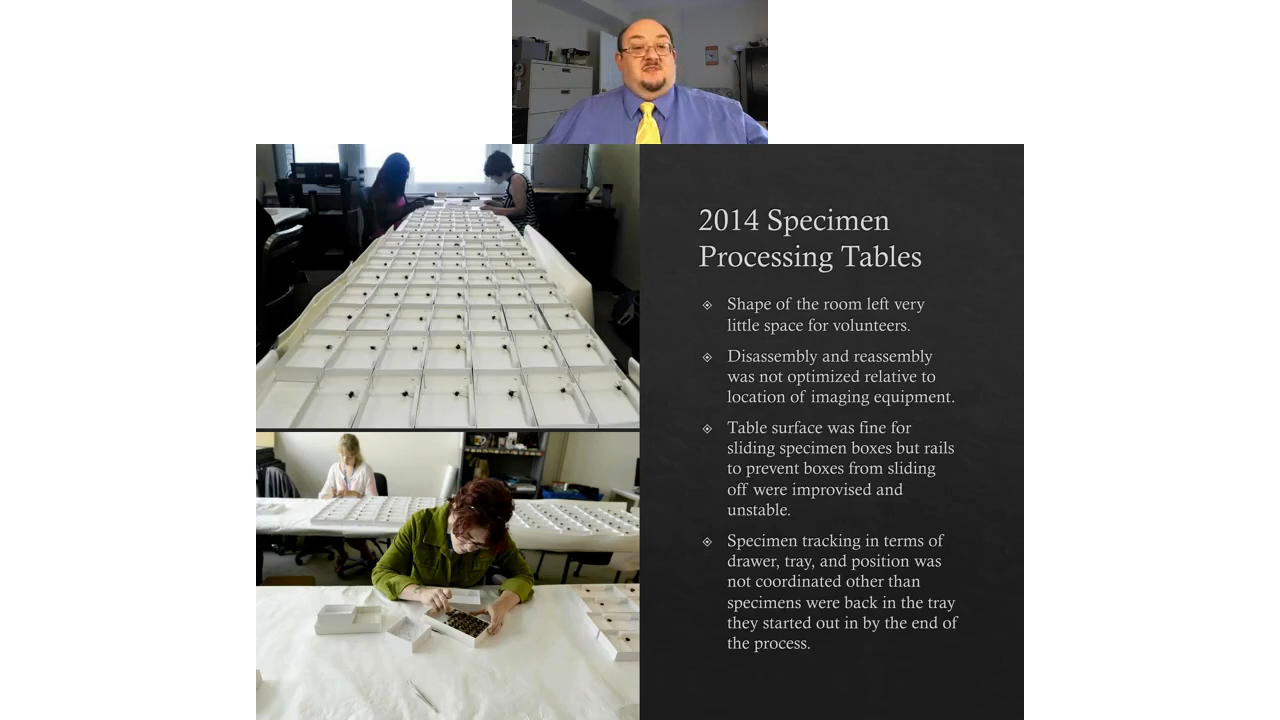 2014 Specimen
Processing Tables
Shape of the room left very
little space for volunteers.
Disassembly and reassembly
was not optimized relative to
location of imaging equipment.
Table surface was fine for
sliding specimen boxes but rails
to prevent boxes from sliding
off were improvised and
unstable.
Specimen tracking in terms of
drawer, tray, and position was
not coordinated other than
specimens were back in the tray
they started out in by the end of
the process.